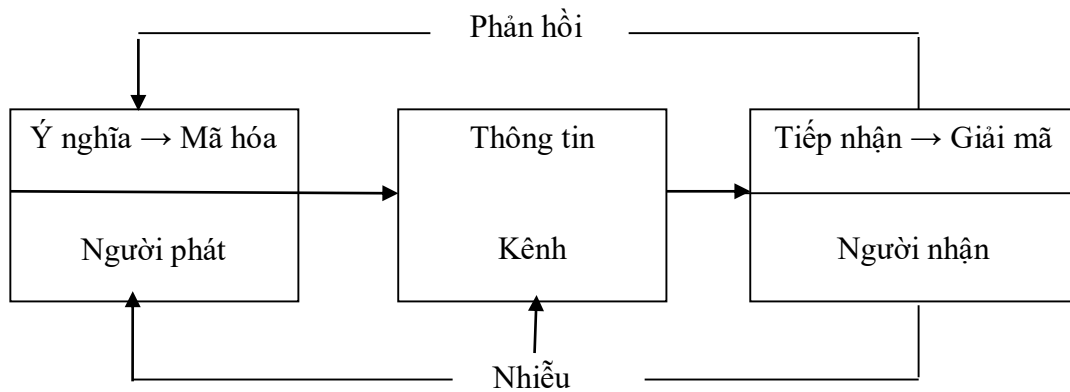 Phản hồi
Ý nghĩa → Mã hóa
Thông tin
Tiếp nhận → Giải mã
Người phát
Kênh
Người nhận
Nhiễu